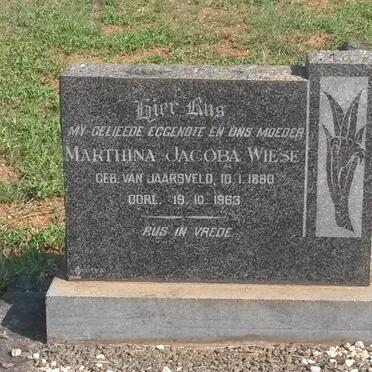 Hier Rus
MY GELIEFDE EGGENOTE EN ONS MOEDER
MARTHINA JACOBA WIESE
GEB. VAN JAARSVELD, 10.1.1890
OORL. 19.10.1963
RUS IN VREDE